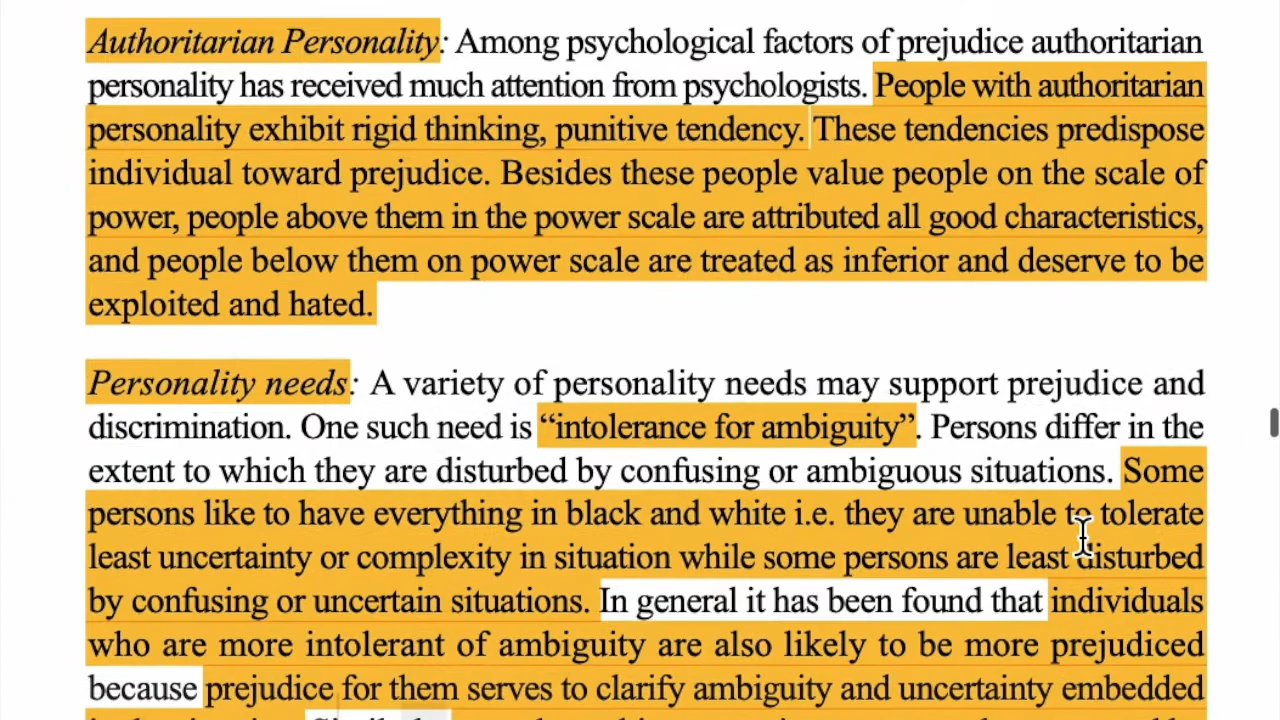 Authoritarian Personality: Among psychological factors of prejudice authoritarian
personality has received much attention from psychologists. People with authoritarian
personality exhibit rigid thinking, punitive tendency. These tendencies predispose
individual toward prejudice. Besides these people value people on the scale of
power, people above them in the power scale are attributed all good characteristics,
and people below them on power scale are treated as inferior and deserve to be
exploited and hated.
Personality needs: A variety of personality needs may support prejudice and
discrimination. One such need is “intolerance for ambiguity”. Persons differ in the
extent to which they are disturbed by confusing or ambiguous situations. Some
persons like to have everything in black and white i.e. they are unable to tolerate
least uncertainty or complexity in situation while some persons are least disturbed
by confusing or uncertain situations. In general it has been found that individuals
who are more intolerant of ambiguity are also likely to be more prejudiced
because prejudice for them serves to clarify ambiguity and uncertainty embedded